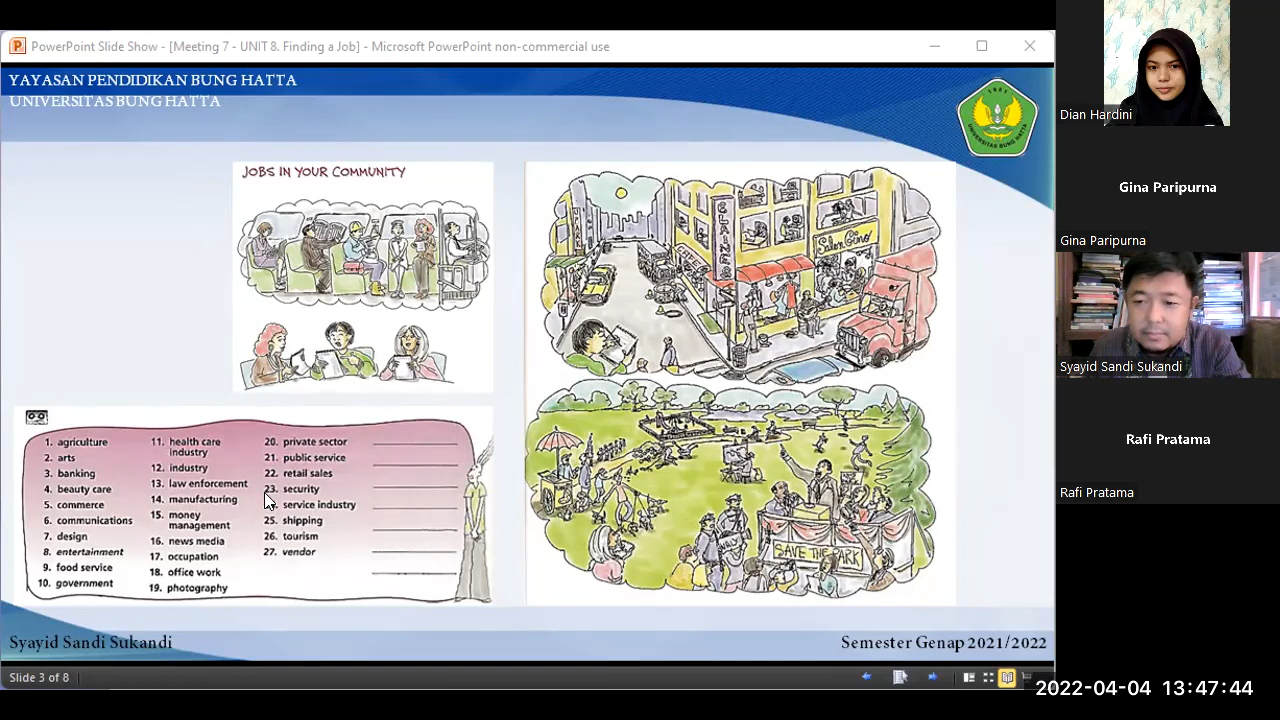 PowerPoint Slide Show - [Meeting 7 - UNIT 8. Finding a Job] - Microsoft PowerPoint non-commercial use
YAYASAN PENDIDIKAN BUNG HATTA
UNIVERSITAS BUNG HATTA
1981
UNIVERSITAS BUNG HATTA
JOBS IN YOUR COMMUNITY
ELAINE'S
Salon Gino
SAVE THE PARK!
1. agriculture
2. arts
3. banking
4. beauty care
5. commerce
6. communications
7. design
8. entertainment
9. food service
10. government
11. health care
industry
12. industry
13. law enforcement
14. manufacturing
15. money
management
16. news media
17. occupation
18. office work
19. photography
20. private sector
21. public service
22. retail sales
23. security
service industry
25. shipping
26. tourism
27. vendor
Syayid Sandi Sukandi
Semester Genap 2021/2022
Slide 3 of 8
Dian Hardini
Gina Paripurna
Gina Paripurna
Syayid Sandi Sukandi
Rafi Pratama
Rafi Pratama
2022-04-04 13:47:44